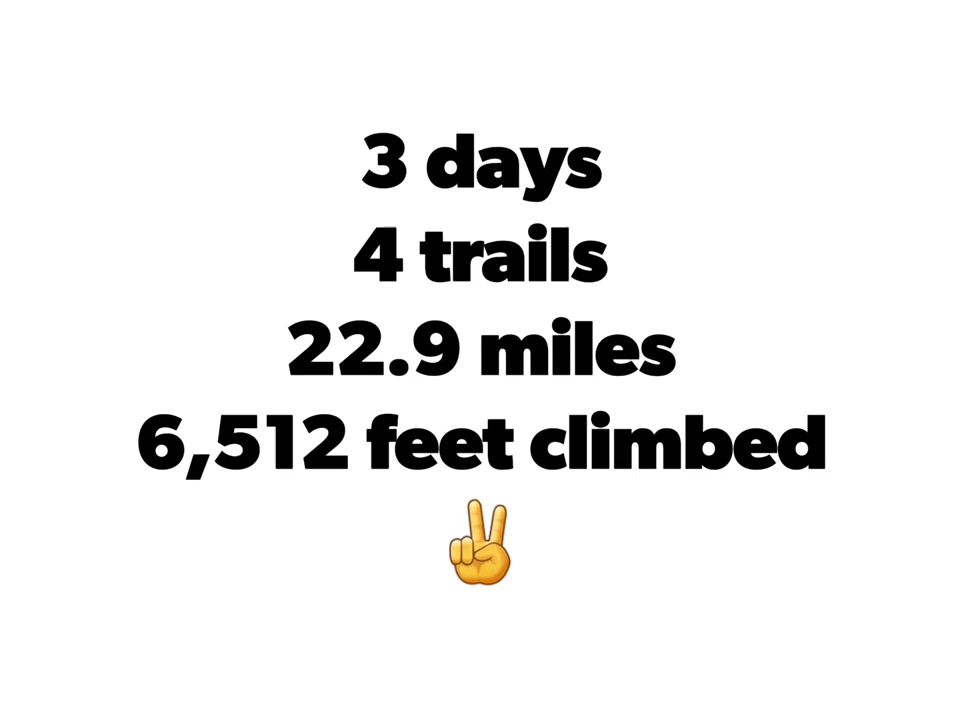 3 days
4 trails
22.9 miles
6,512 feet climbed
✌️